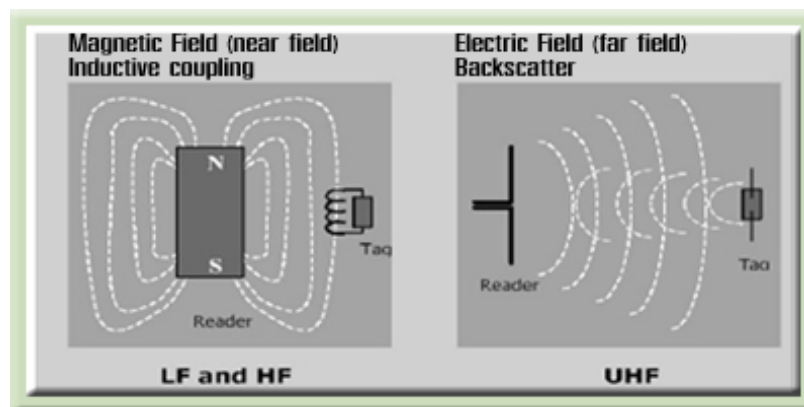 Magnetic Field (near field)
Inductive coupling
N
S
Tag
Reader
LF and HF
Electric Field (far field)
Backscatter
Reader
Tag
UHF